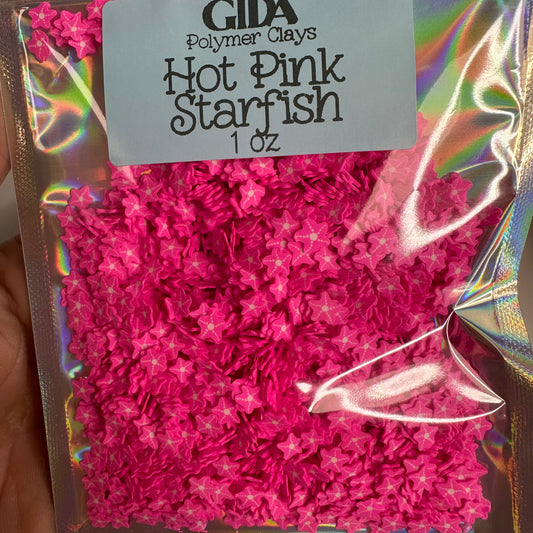 GIDA
Polymer Clays
Hot Pink
Starfish
1 oz